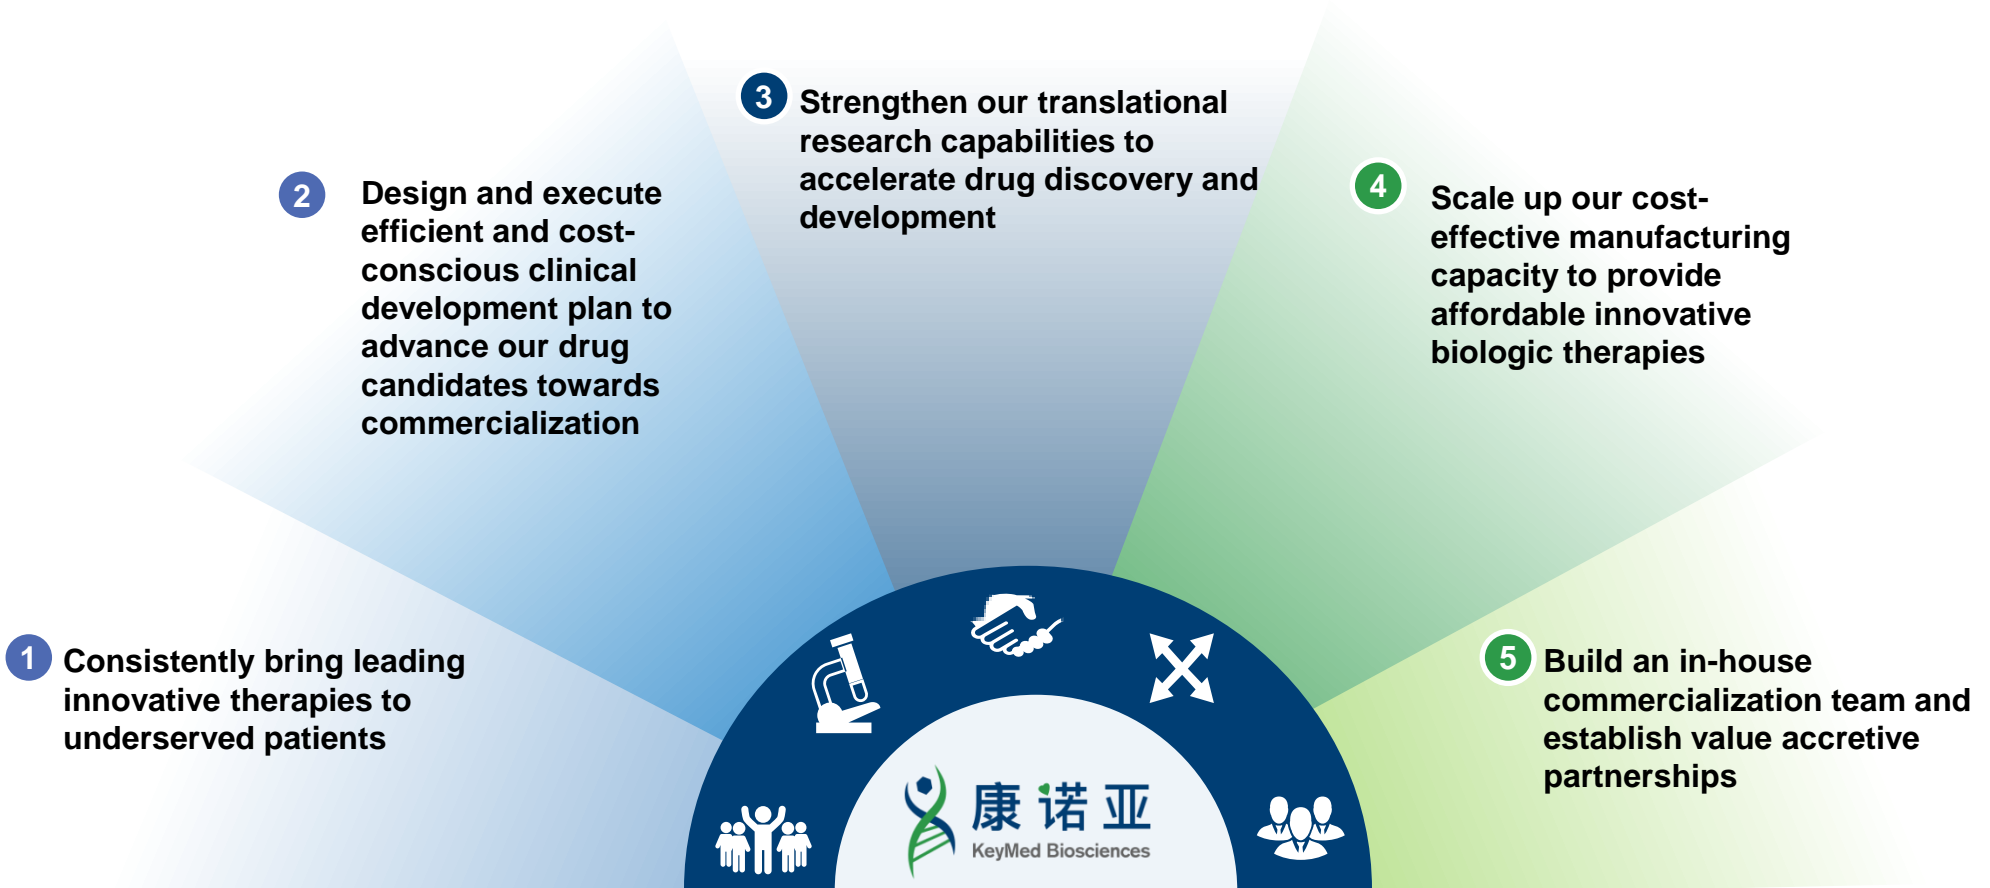 1
Consistently bring leading
innovative therapies to
underserved patients
2
Design and execute
efficient and cost-
conscious clinical
development plan to
advance our drug
candidates towards
commercialization
3
Strengthen our translational
research capabilities to
accelerate drug discovery and
development
4
Scale up our cost-
effective manufacturing
capacity to provide
affordable innovative
biologic therapies
5
Build an in-house
commercialization team and
establish value accretive
partnerships
康诺亚
KeyMed Biosciences